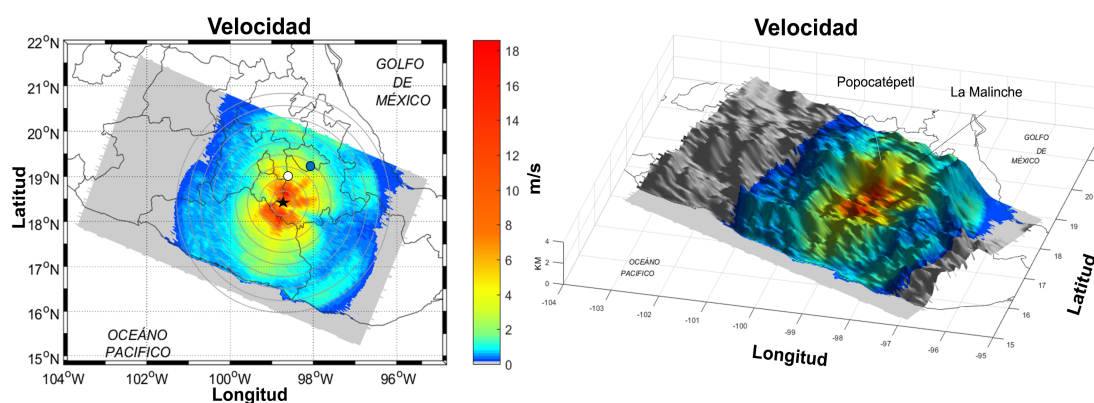 Velocidad
22°N
21°N
20°N
19°N
18°N
17°N
16°N
15°N
Latitud
104°W
102°W
100°W
98°W
96°W
Longitud
GOLFO
DE
MÉXICO
OCEÁNO
PACIFICO
18
16
14
12
10
8
6
4
2
0
m/s
Velocidad
Popocatépetl
La Malinche
GOLFO
DE
MÉXICO
OCEÁNO
PACIFICO
4
2
0
KM
-104
-103
-102
-101
-100
-99
-98
-97
-96
-95
Longitud
15
16
17
18
19
20
21
Latitud